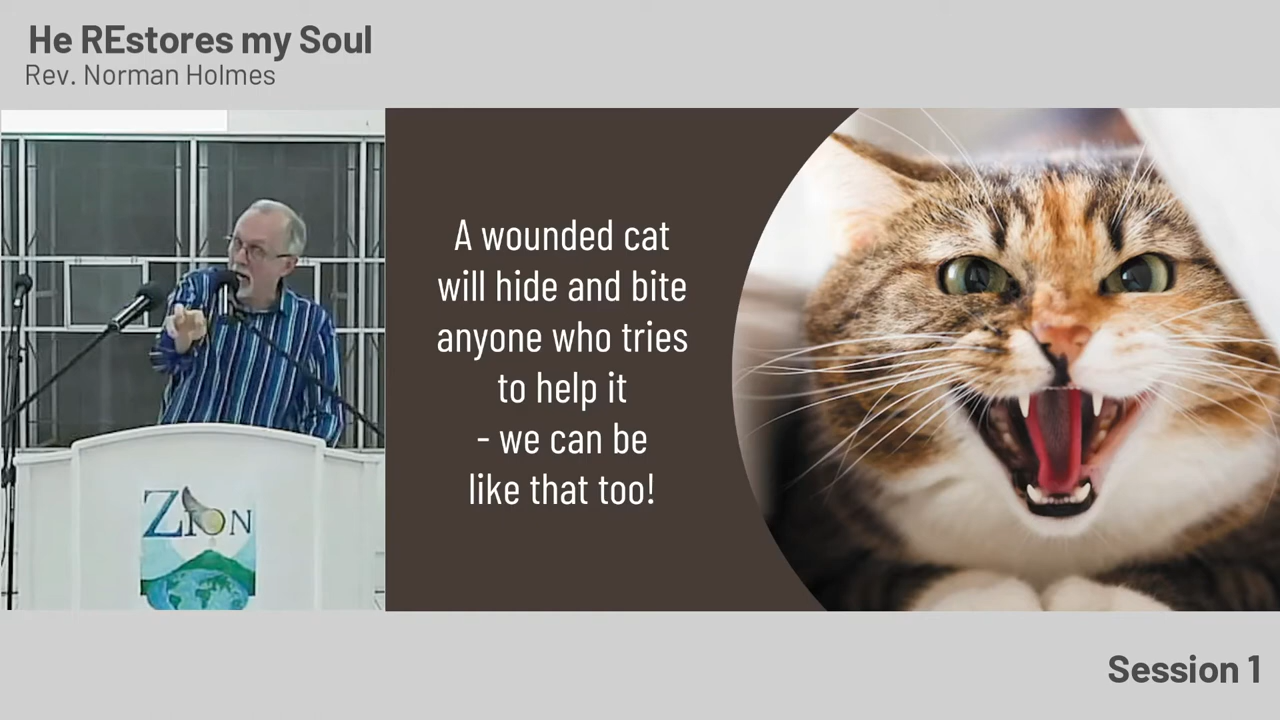 He REstores my Soul
Rev. Norman Holmes
A wounded cat
will hide and bite
anyone who tries
to help it
- we can be
like that too!
ZION
Session 1